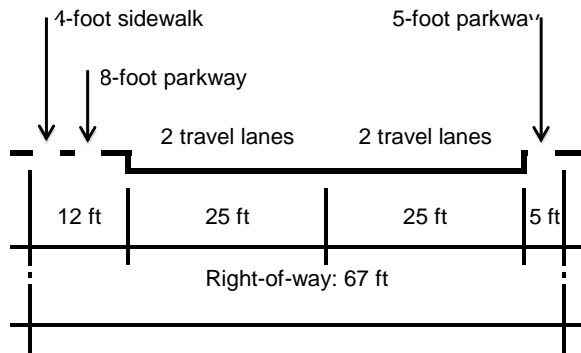 4-foot sidewalk
5-foot parkway
8-foot parkway
2 travel lanes
2 travel lanes
12 ft
25 ft
25 ft
5 ft
Right-of-way: 67 ft